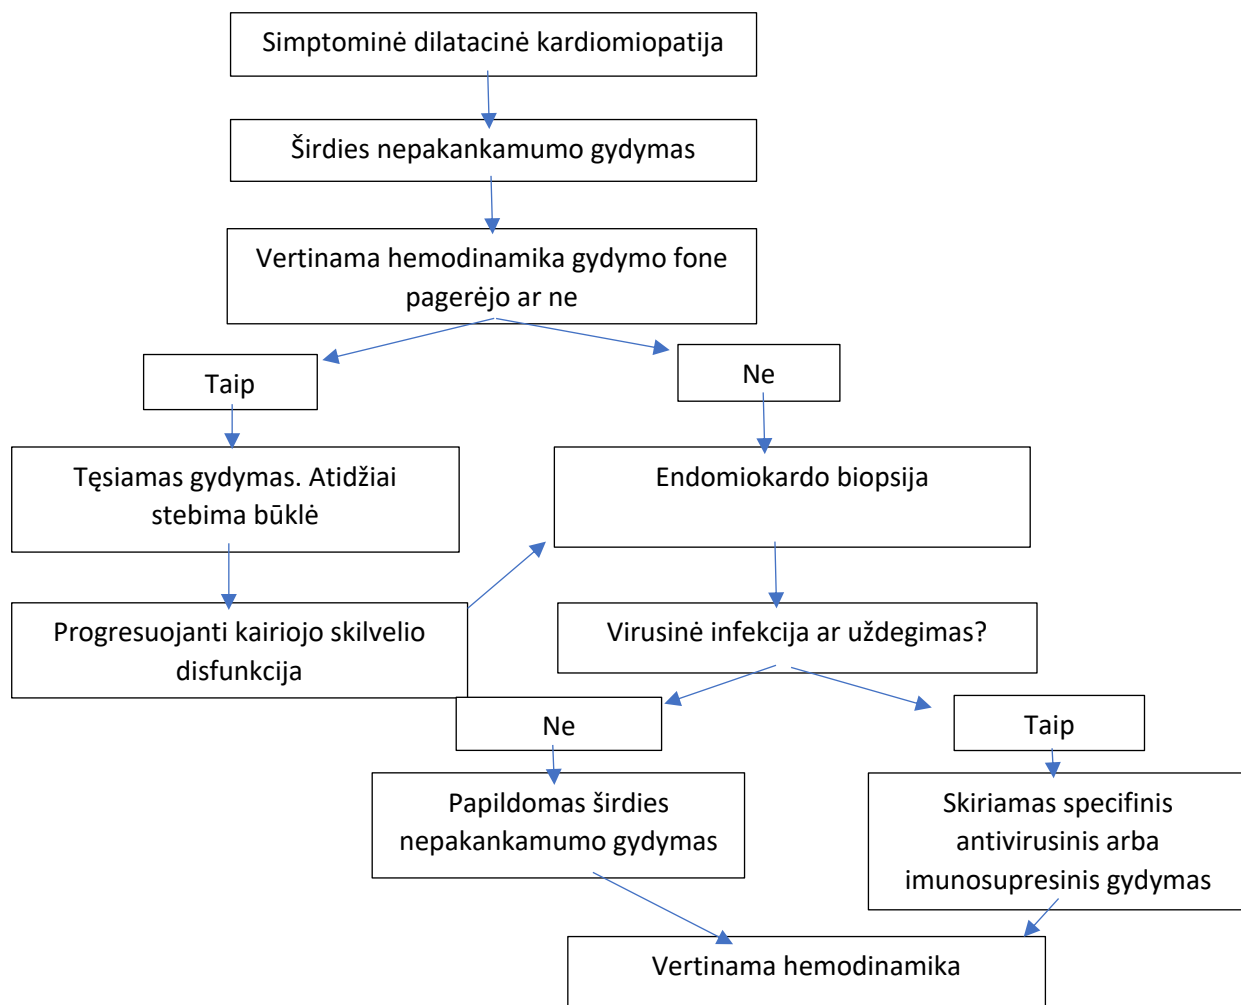 Simptominė dilatacinė kardiomiopatija
Širdies nepakankamumo gydymas
Vertinama hemodinamika gydymo fone
pagerėjo ar ne
Taip
Ne
Tęsiamas gydymas. Atidžiai
stebima būklė
Endomiokardo biopsija
Progresuojanti kairiojo skilvelio
disfunkcija
Virusinė infekcija ar uždegimas?
Ne
Taip
Papildomas širdies
nepakankamumo gydymas
Skiriamas specifinis
antivirusinis arba
imunosupresinis gydymas
Vertinama hemodinamika